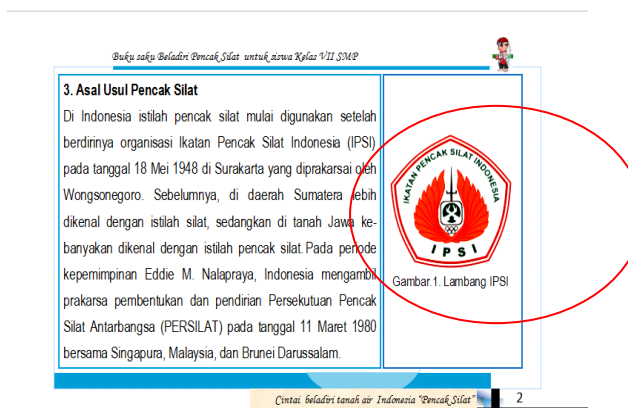 Buku saku Beladiri Pencak Silat untuk siswa Kelas VII SMP
3. Asal Usul Pencak Silat
Di Indonesia istilah pencak silat mulai digunakan setelah
berdirinya organisasi Ikatan Pencak Silat Indonesia (IPSI)
pada tanggal 18 Mei 1948 di Surakarta yang diprakarsai oleh
Wongsonegoro. Sebelumnya, di daerah Sumatera lebih
dikenal dengan istilah silat, sedangkan di tanah Jawa ke-
banyakan dikenal dengan istilah pencak silat. Pada periode
kepemimpinan Eddie M. Nalapraya, Indonesia mengambil
prakarsa pembentukan dan pendirian Persekutuan Pencak
Silat Antarbangsa (PERSILAT) pada tanggal 11 Maret 1980
bersama Singapura, Malaysia, dan Brunei Darussalam.
IKATAN PENCAK SILAT INDONESIA
IPSI
Gambar.1. Lambang IPSI
Cintai beladiri tanah air Indonesia "Pencak Silat"
2